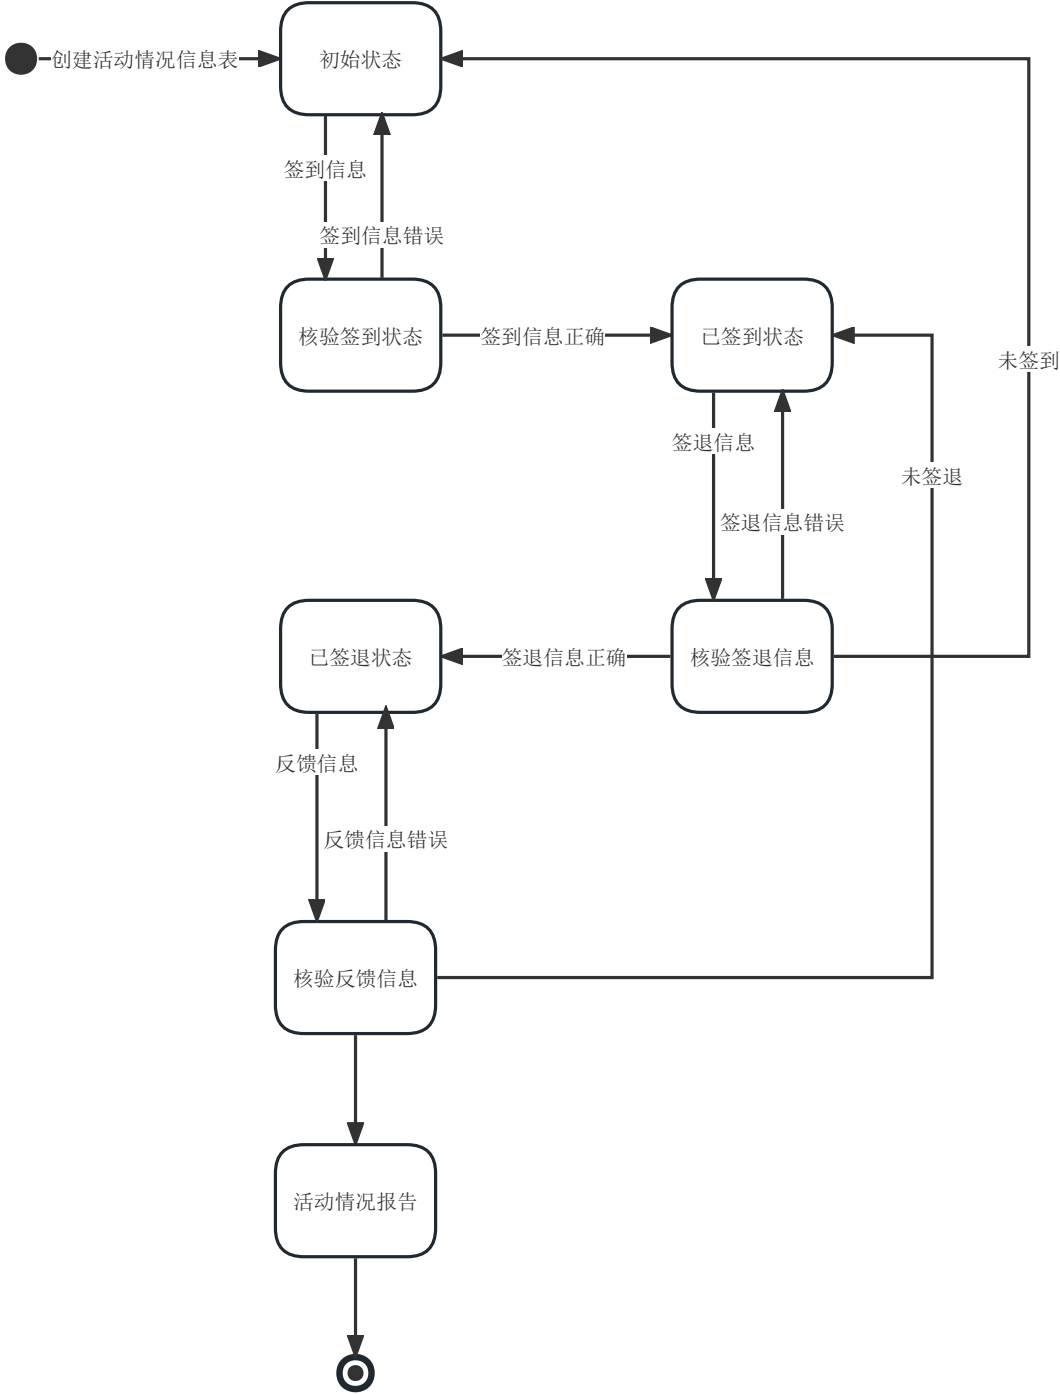 创建活动情况信息表
初始状态
签到信息
签到信息错误
核验签到状态
签到信息正确
已签到状态
未签到
签退信息
未签退
签退信息错误
已签退状态
签退信息正确
核验签退信息
反馈信息
反馈信息错误
核验反馈信息
活动情况报告